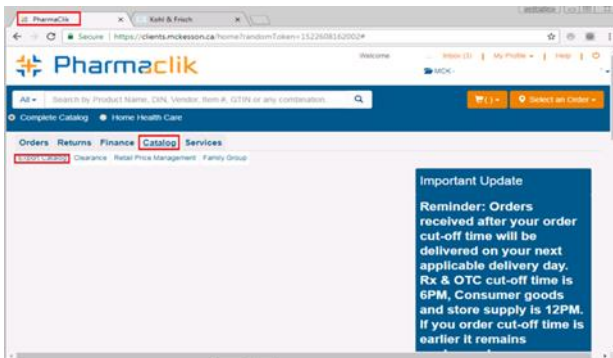 PharmaClik
Kohl & Frisch
Secure | https://clients.mckesson.ca/home?randomToken=1522608162002#
Pharmaclik
Welcome
Inbox (3) | My Profile | Help |
MCK-
All Search by Product Name, DIN, Vendor, Item #, GTIN or any combination
( ) Select an Order
Complete Catalog Home Health Care
Orders Returns Finance Catalog Services
Export Catalog Clearance Retail Price Management Family Group
Important Update
Reminder: Orders
received after your order
cut-off time will be
delivered on your next
applicable delivery day.
Rx & OTC cut-off time is
6PM, Consumer goods
and store supply is 12PM.
If you order cut-off time is
earlier it remains